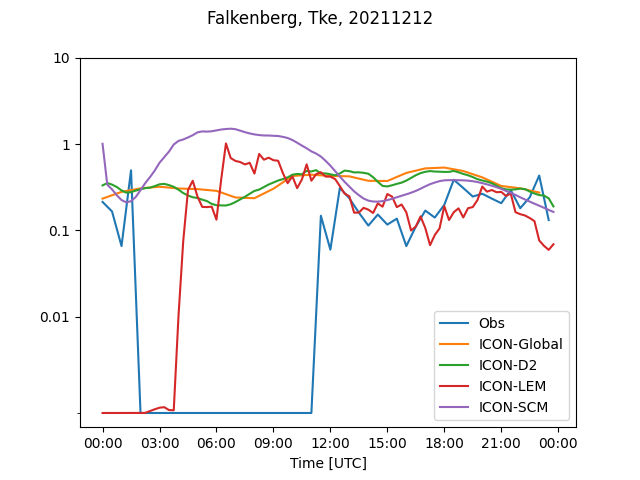 Falkenberg, Tke, 20211212
10
1
0.1
0.01
Obs
ICON-Global
ICON-D2
ICON-LEM
ICON-SCM
00:00 03:00 06:00 09:00 12:00 15:00 18:00 21:00 00:00
Time [UTC]